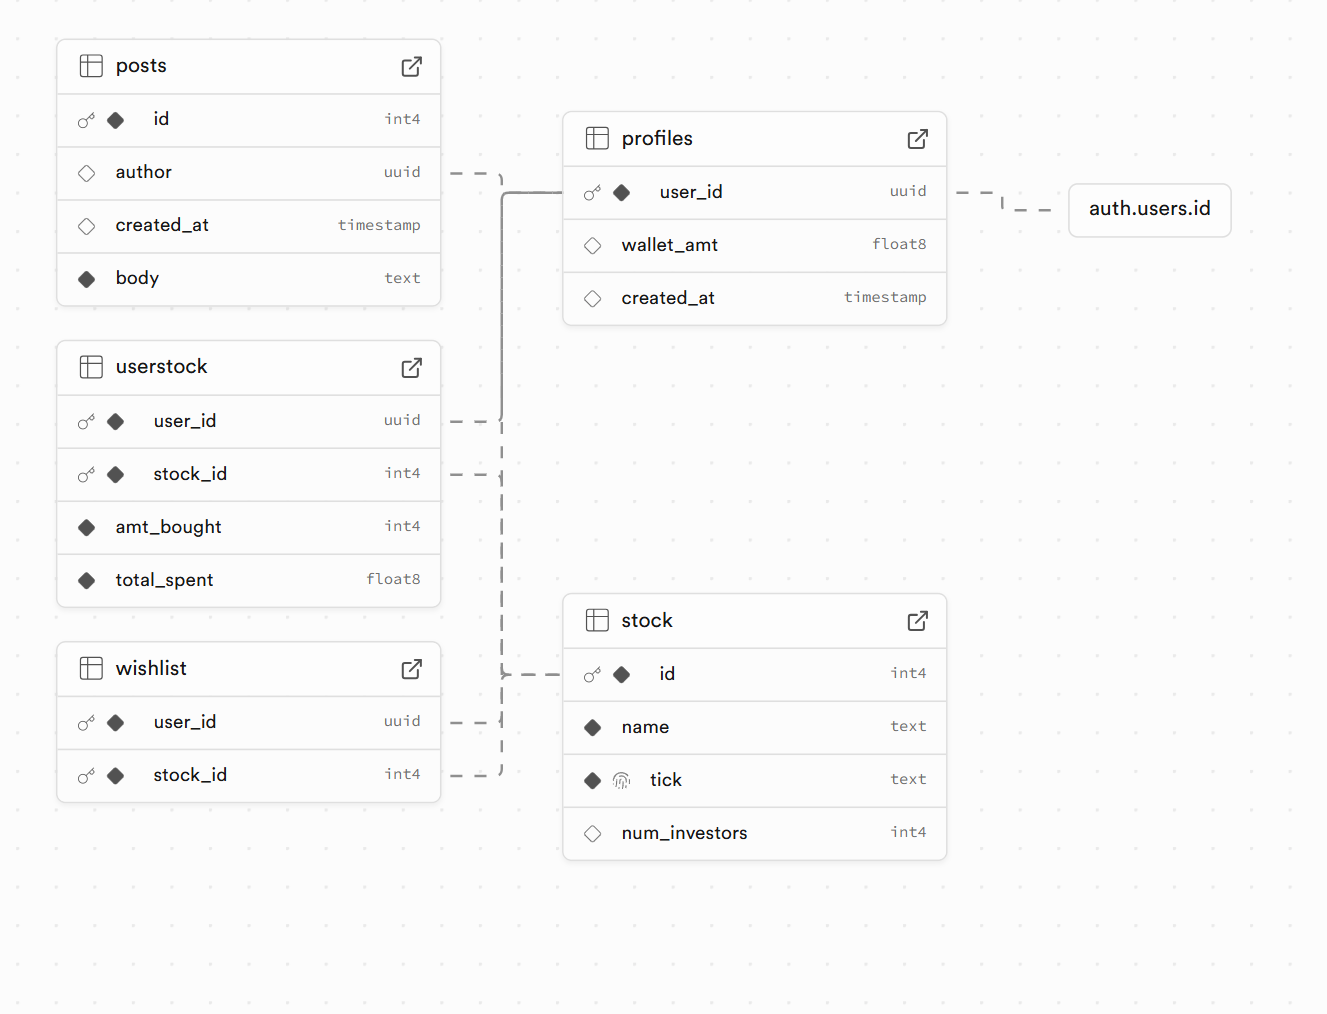 posts
id int4
author uuid
created_at timestamp
body text
userstock
user_id uuid
stock_id int4
amt_bought int4
total_spent float8
wishlist
user_id uuid
stock_id int4
profiles
user_id uuid
wallet_amt float8
created_at timestamp
stock
id int4
name text
tick text
num_investors int4
auth.users.id